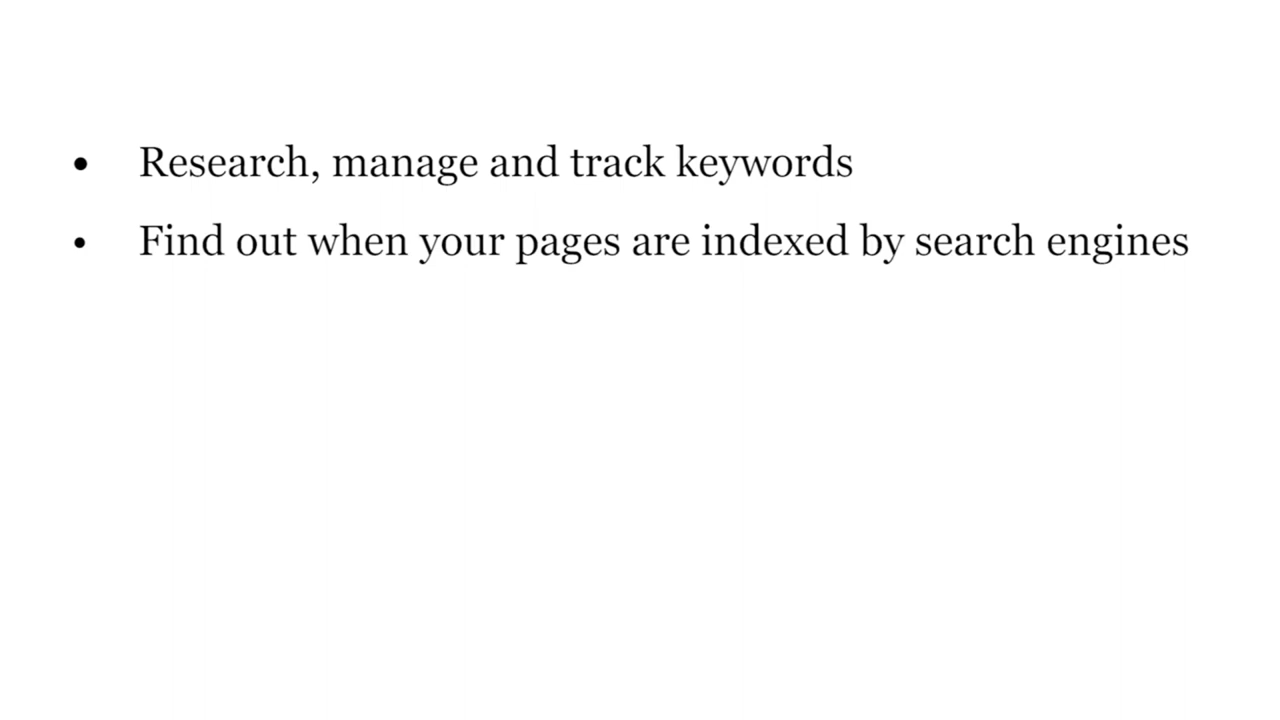 • Research, manage and track keywords
• Find out when your pages are indexed by search engines